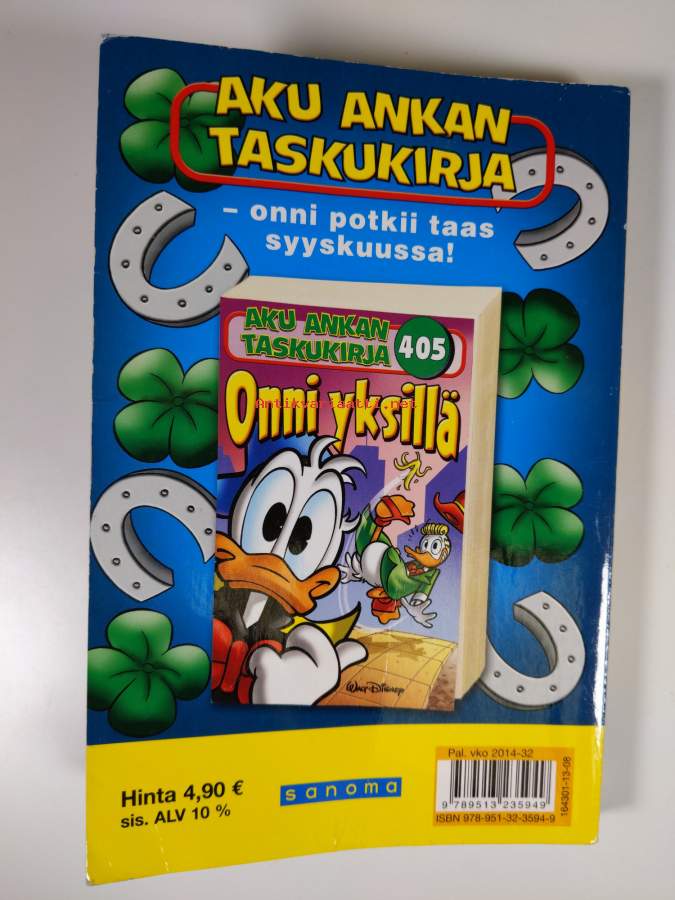 AKU ANKAN
TASKUKIRJA
– onni potkii taas
syyskuussa!
AKU ANKAN
TASKUKIRJA
405
Onni yksillä
Antikvariaatti.net
WALT DISNEY
Hinta 4,90 €
sis. ALV 10 %
sanoma
Pal. vko 2014-32
9 789513 235949
ISBN 978-951-32-3594-9
164301-13-08